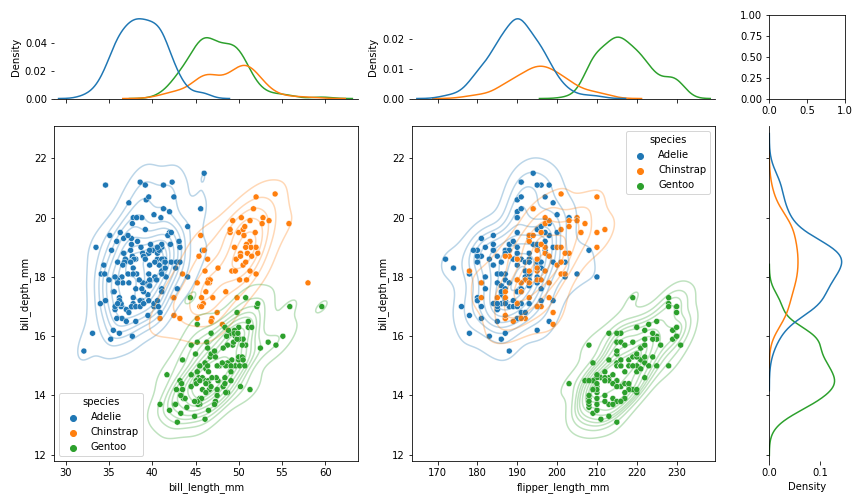 Density
0.04
0.02
0.00
Density
0.02
0.01
0.00
1.00
0.75
0.50
0.25
0.00
0.0 0.5 1.0
bill_depth_mm
22
20
18
16
14
12
30 35 40 45 50 55 60
bill_length_mm
species
Adelie
Chinstrap
Gentoo
bill_depth_mm
22
20
18
16
14
12
170 180 190 200 210 220 230
flipper_length_mm
species
Adelie
Chinstrap
Gentoo
0.0 0.1
Density